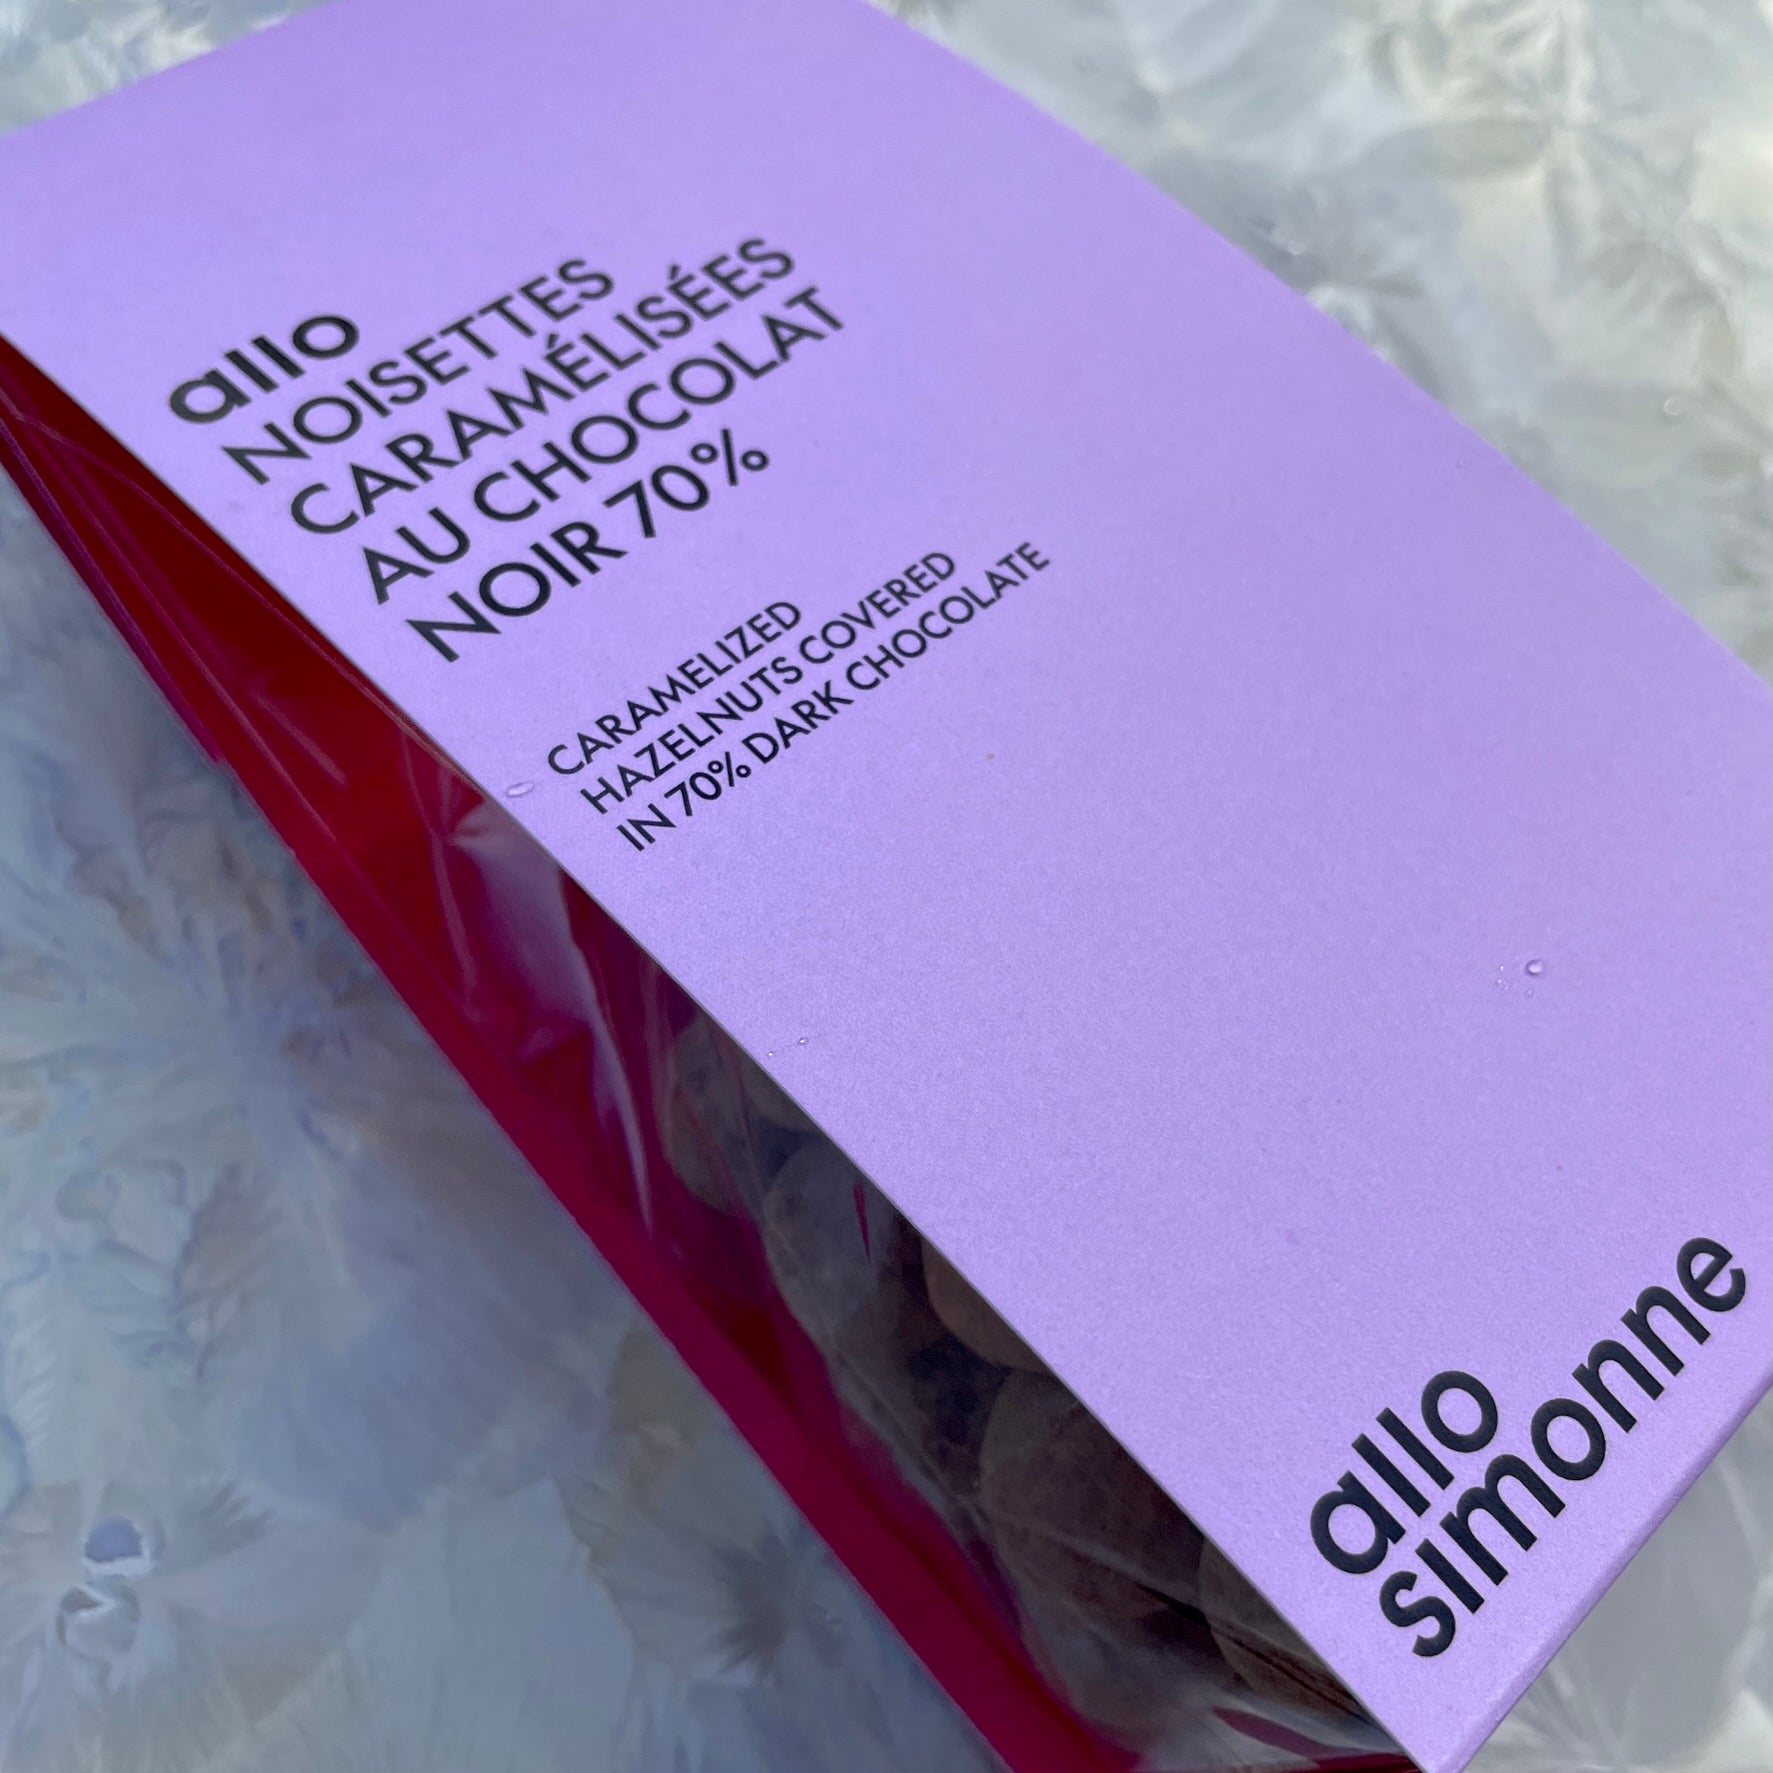 allo
NOISETTES
CARAMÉLISÉES
AU CHOCOLAT
NOIR 70%
CARAMELIZED
HAZELNUTS COVERED
IN 70% DARK CHOCOLATE
allo
simonne